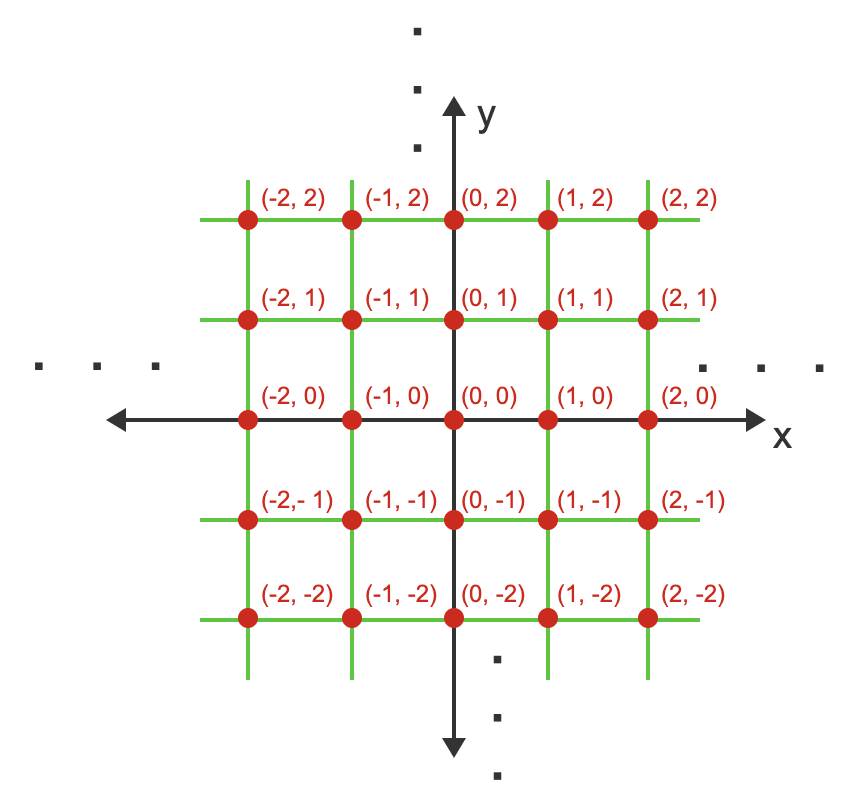 y
(-2, 2) (-1, 2) (0, 2) (1, 2) (2, 2)
(-2, 1) (-1, 1) (0, 1) (1, 1) (2, 1)
(-2, 0) (-1, 0) (0, 0) (1, 0) (2, 0)
x
(-2,- 1) (-1, -1) (0, -1) (1, -1) (2, -1)
(-2, -2) (-1, -2) (0, -2) (1, -2) (2, -2)